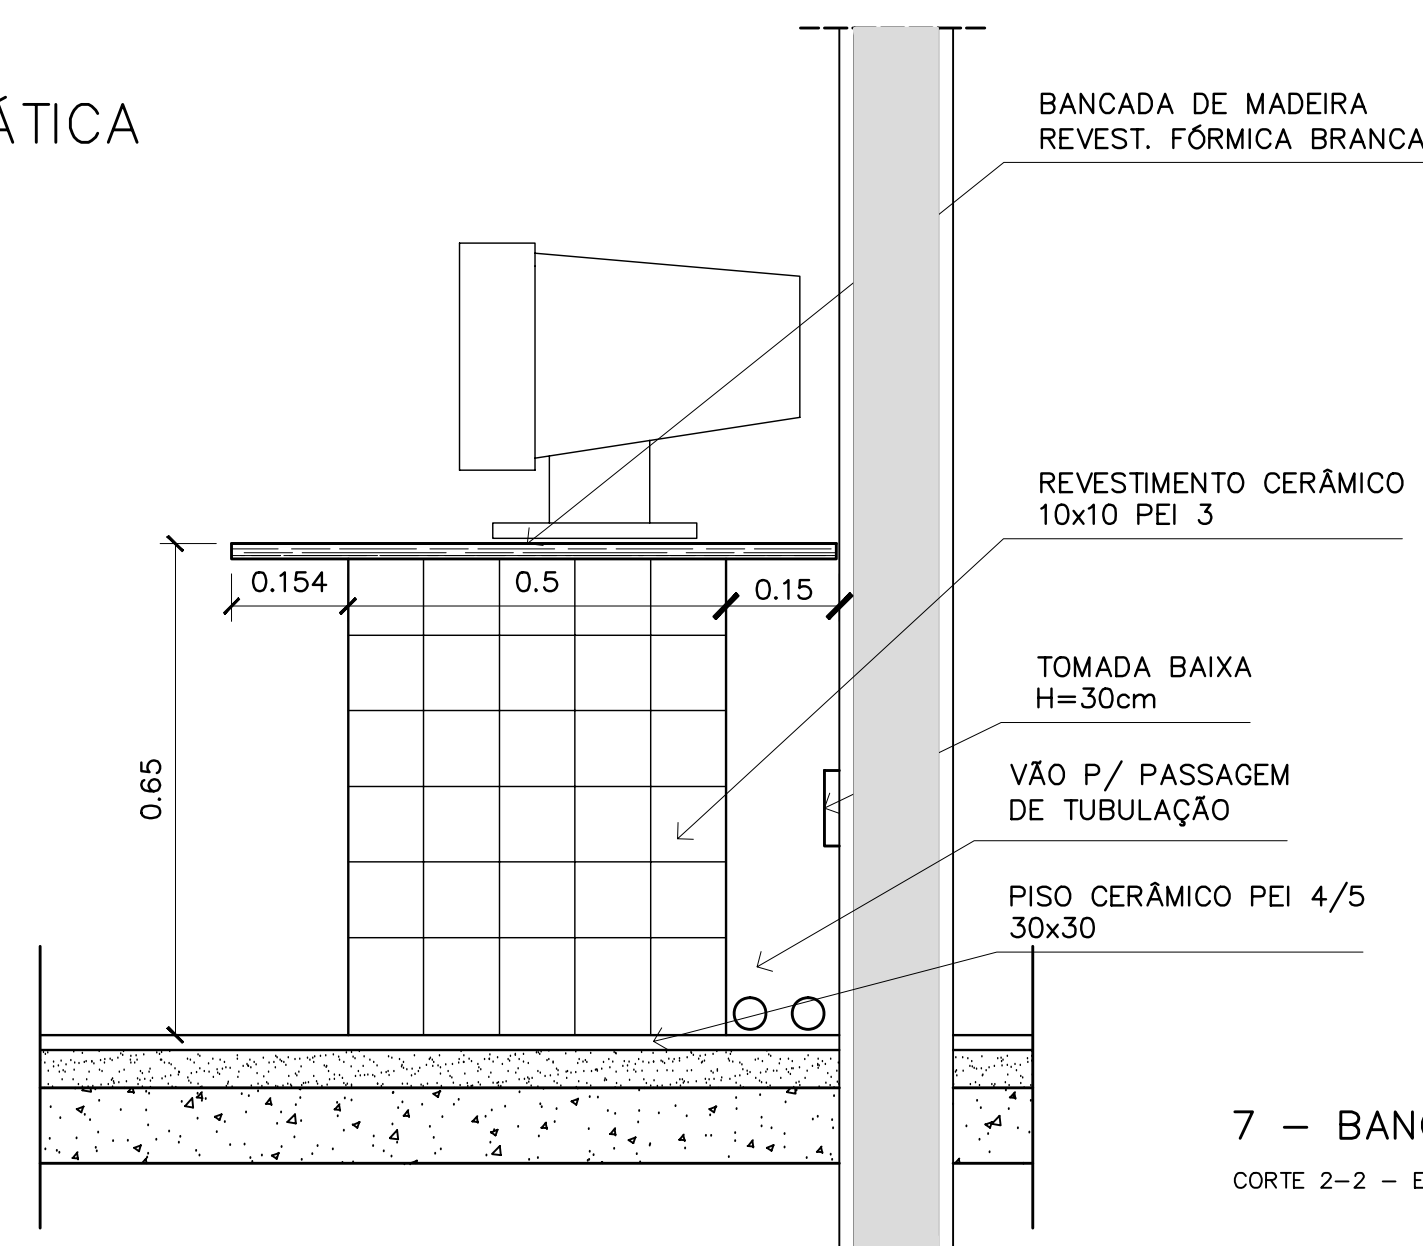 ÁTICA
BANCADA DE MADEIRA
REVEST. FÓRMICA BRANCA
REVESTIMENTO CERÂMICO
10x10 PEI 3
0.154
0.5
0.15
TOMADA BAIXA
H=30cm
0.65
VÃO P/ PASSAGEM
DE TUBULAÇÃO
PISO CERÂMICO PEI 4/5
30x30
7 – BAN
CORTE 2–2 – E